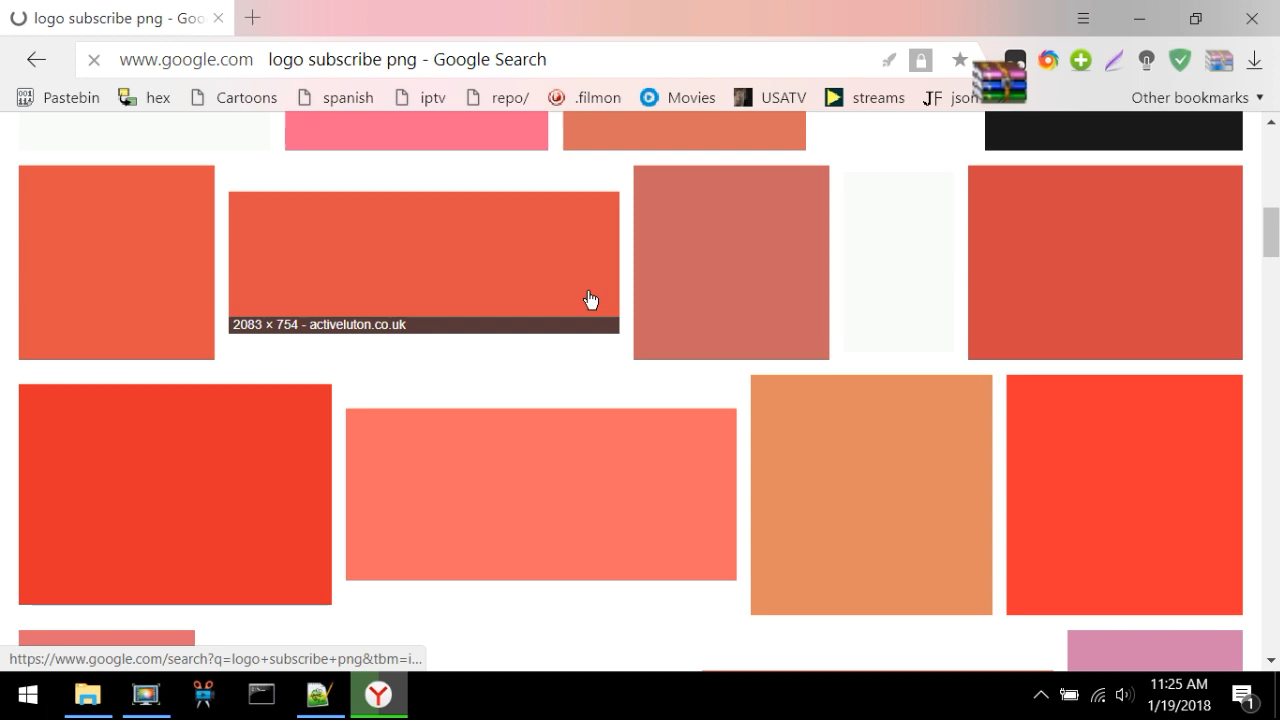 logo subscribe png - Goo
www.google.com logo subscribe png - Google Search
Pastebin hex Cartoons spanish iptv repo/ .filmon Movies USATV streams JF json Other bookmarks
2083 × 754 - activeluton.co.uk
https://www.google.com/search?q=logo+subscribe+png&tbm=i...
11:25 AM
1/19/2018
1